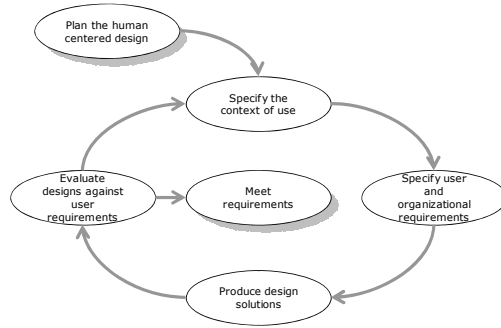 Plan the human
centered design
Specify the
context of use
Evaluate
designs against
user
requirements
Meet
requirements
Specify user
and
organizational
requirements
Produce design
solutions